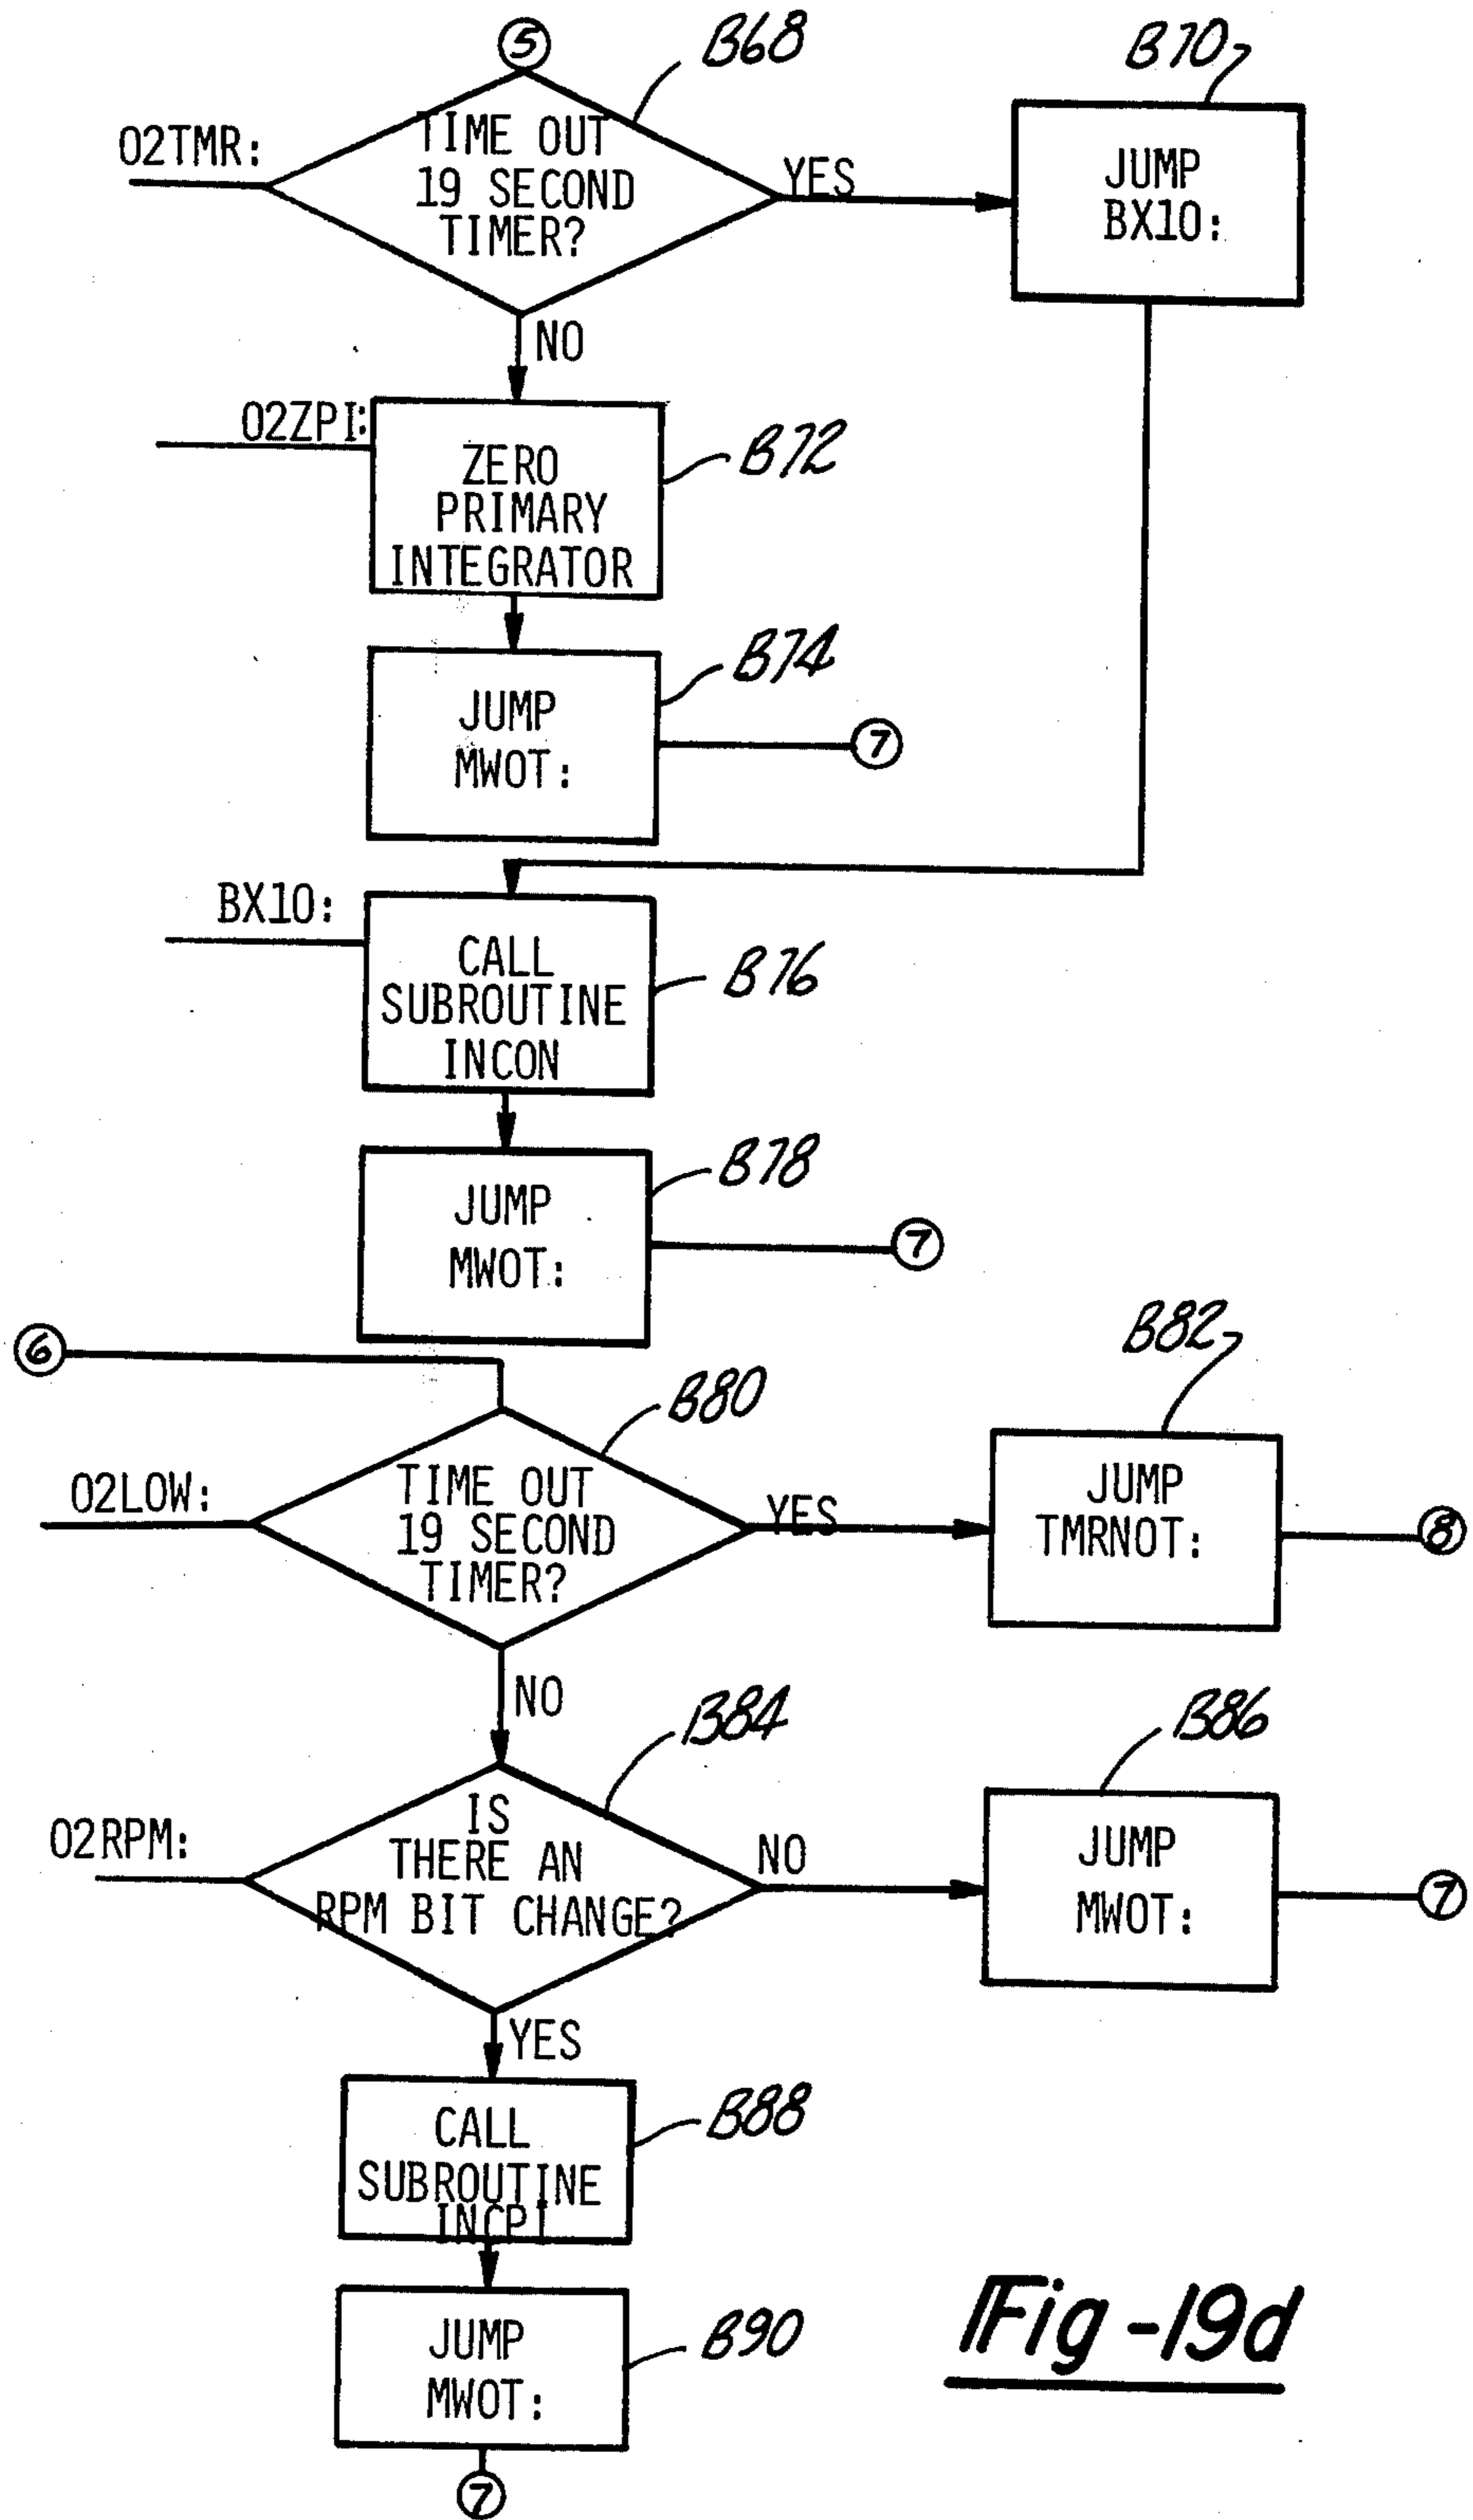 5
B68
B70
O2TMR:
TIME OUT
19 SECOND
TIMER?
YES
JUMP
BX10:
NO
O2ZPI:
ZERO
PRIMARY
INTEGRATOR
B72
JUMP
MWOT:
B74
7
BX10:
CALL
SUBROUTINE
INCON
B76
JUMP
MWOT:
B78
7
6
B80
B82
O2LOW:
TIME OUT
19 SECOND
TIMER?
YES
JUMP
TMRNOT:
8
NO
B84
B86
O2RPM:
IS
THERE AN
RPM BIT CHANGE?
NO
JUMP
MWOT:
7
YES
CALL
SUBROUTINE
INCPI
B88
JUMP
MWOT:
B90
7
Fig-19d